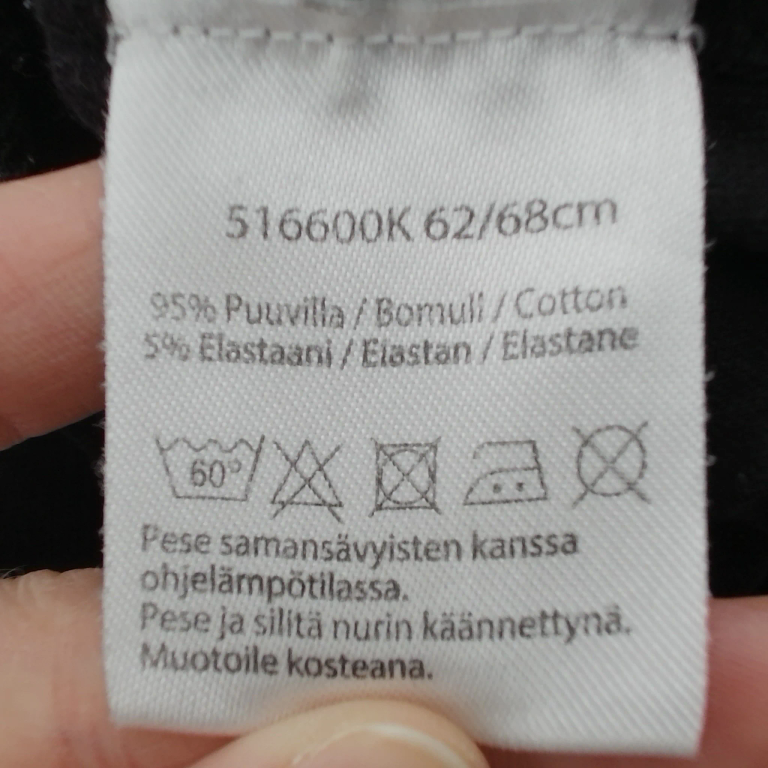 516600K 62/68cm
95% Puuvilla / Bomull / Cotton
5% Elastaani / Elastan / Elastane
60°
Pese samansävyisten kanssa
ohjelämpötilassa.
Pese ja silitä nurin käännettynä.
Muotoile kosteana.